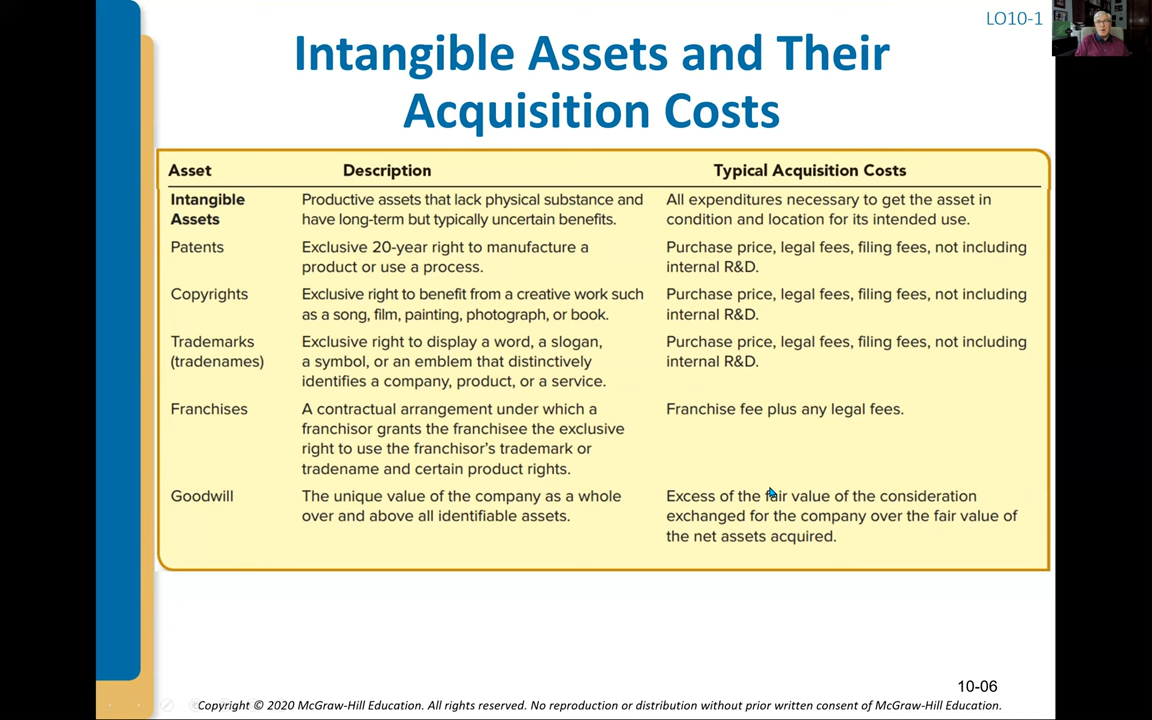 LO10-1
Intangible Assets and Their
Acquisition Costs
Asset Description Typical Acquisition Costs
Intangible Productive assets that lack physical substance and All expenditures necessary to get the asset in
Assets have long-term but typically uncertain benefits. condition and location for its intended use.
Patents Exclusive 20-year right to manufacture a Purchase price, legal fees, filing fees, not including
product or use a process. internal R&D.
Copyrights Exclusive right to benefit from a creative work such Purchase price, legal fees, filing fees, not including
as a song, film, painting, photograph, or book. internal R&D.
Trademarks Exclusive right to display a word, a slogan, Purchase price, legal fees, filing fees, not including
(tradenames) a symbol, or an emblem that distinctively internal R&D.
identifies a company, product, or a service.
Franchises A contractual arrangement under which a Franchise fee plus any legal fees.
franchisor grants the franchisee the exclusive
right to use the franchisor’s trademark or
tradename and certain product rights.
Goodwill The unique value of the company as a whole Excess of the fair value of the consideration
over and above all identifiable assets. exchanged for the company over the fair value of
the net assets acquired.
10-06
Copyright © 2020 McGraw-Hill Education. All rights reserved. No reproduction or distribution without prior written consent of McGraw-Hill Education.